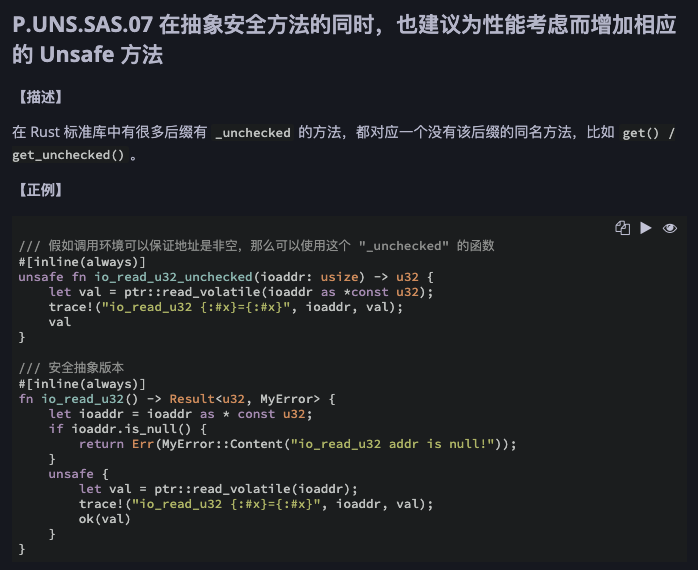 P.UNS.SAS.07 在抽象安全方法的同时，也建议为性能考虑而增加相应
的 Unsafe 方法
【描述】
在 Rust 标准库中有很多后缀有 _unchecked 的方法，都对应一个没有该后缀的同名方法，比如 get() /
get_unchecked() 。
【正例】
/// 假如调用环境可以保证地址是非空，那么可以使用这个 "_unchecked" 的函数
#[inline(always)]
unsafe fn io_read_u32_unchecked(ioaddr: usize) -> u32 {
    let val = ptr::read_volatile(ioaddr as *const u32);
    trace!("io_read_u32 {:#x}={:#x}", ioaddr, val);
    val
}
/// 安全抽象版本
#[inline(always)]
fn io_read_u32() -> Result<u32, MyError> {
    let ioaddr = ioaddr as * const u32;
    if ioaddr.is_null() {
        return Err(MyError::Content("io_read_u32 addr is null!"));
    }
    unsafe {
        let val = ptr::read_volatile(ioaddr);
        trace!("io_read_u32 {:#x}={:#x}", ioaddr, val);
        ok(val)
    }
}